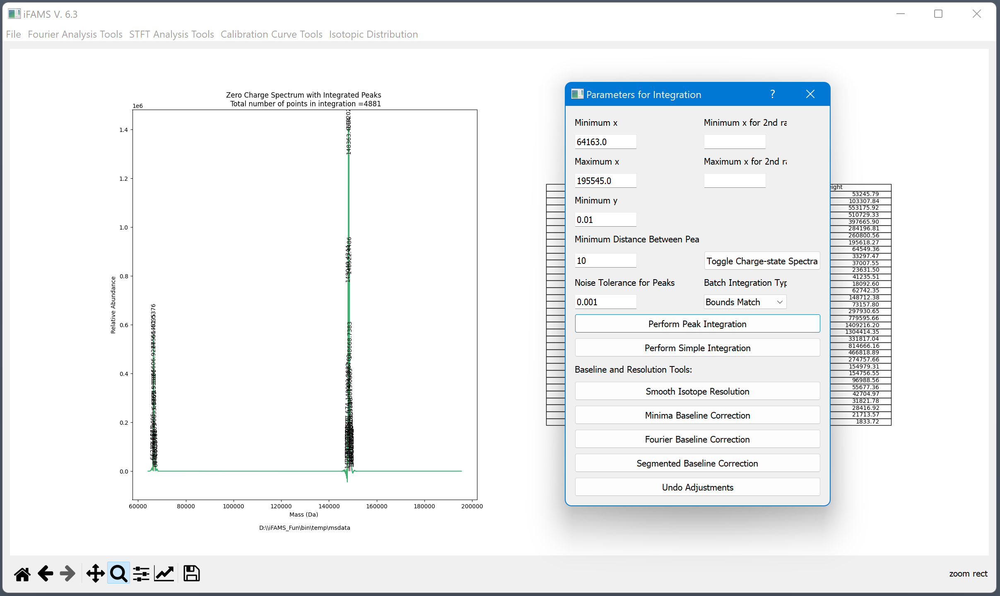 iFAMS V. 6.3
File Fourier Analysis Tools STFT Analysis Tools Calibration Curve Tools Isotopic Distribution
Zero Charge Spectrum with Integrated Peaks
Total number of points in integration =4881
1e6
1.4
1.2
1.0
0.8
0.6
0.4
0.2
0.0
Relative Abundance
60000 80000 100000 120000 140000 160000 180000 200000
Mass (Da)
D:\\iFAMS_Fun\bin\temp\msdata
Parameters for Integration
Minimum x
Minimum x for 2nd ra
64163.0
Maximum x
Maximum x for 2nd ra
195545.0
Minimum y
0.01
Minimum Distance Between Pea
10
Toggle Charge-state Spectra
Noise Tolerance for Peaks
Batch Integration Typ
0.001
Bounds Match
Perform Peak Integration
Perform Simple Integration
Baseline and Resolution Tools:
Smooth Isotope Resolution
Minima Baseline Correction
Fourier Baseline Correction
Segmented Baseline Correction
Undo Adjustments
eight
53245.79
103307.84
553175.92
510729.33
397665.90
284196.81
260800.56
195618.27
64549.36
33297.47
37007.55
23631.50
41235.51
18092.60
62742.35
148712.38
73157.80
297930.65
779595.66
1409216.20
1304414.35
331817.04
814666.16
466818.89
274757.66
154979.31
154756.55
96988.56
55677.36
42704.97
31821.78
28416.92
21713.57
1833.72
zoom rect